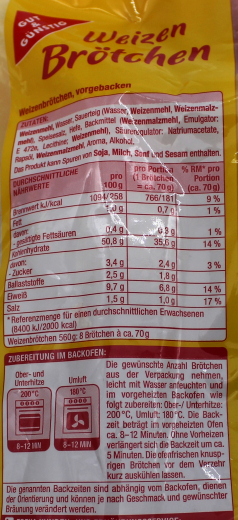 GUT
&
GÜNSTIG
Weizen
Brötchen
Weizenbrötchen, vorgebacken
ZUTATEN:
Weizenmehl, Wasser, Sauerteig (Wasser, Weizenmehl, Weizenmalz-
mehl), Speisesalz, Hefe, Backmittel (Weizenmalzmehl, Emulgator:
E 472e, Lecithine; Weizenmehl), Säureregulator: Natriumacetate,
Rapsöl, Weizenmalzmehl, Aroma, Alkohol.
Das Produkt kann Spuren von Soja, Milch, Senf und Sesam enthalten.
DURCHSCHNITTLICHE NÄHRWERTE pro 100 g pro Portion (1 Brötchen = ca. 70 g) % RM* pro Portion (ca. 70 g)
Brennwert kJ/kcal 1094/258 766/181 9 %
Fett 0,7 g 1 %
davon:
- gesättigte Fettsäuren 0,4 g 0,3 g 1 %
Kohlenhydrate 50,8 g 35,6 g 14 %
davon:
- Zucker 3,4 g 2,4 g 3 %
Ballaststoffe 2,5 g 1,8 g
Eiweiß 9,7 g 6,8 g 14 %
Salz 1,5 g 1,0 g 17 %
* Referenzmenge für einen durchschnittlichen Erwachsenen
(8400 kJ/2000 kcal)
Weizenbrötchen 560g: 8 Brötchen à ca. 70 g
ZUBEREITUNG IM BACKOFEN:
Ober- und
Unterhitze
200°C
8–12 MIN
Umluft
180°C
8–12 MIN
Die gewünschte Anzahl Brötchen
aus der Verpackung nehmen,
leicht mit Wasser anfeuchten und
im vorgeheizten Backofen wie
folgt zubereiten: Ober-/ Unterhitze:
200°C, Umluft: 180°C. Die Back-
zeit beträgt im vorgeheizten Ofen
ca. 8–12 Minuten. Ohne Vorheizen
verlängert sich die Backzeit um ca.
5 Minuten. Die ofenfrischen knusp-
rigen Brötchen vor dem Verzehr
kurz auskühlen lassen.
Die genannten Backzeiten sind abhängig vom Backofen, dienen
der Orientierung und können je nach Geschmack und gewünschter
Bräunung verändert werden.